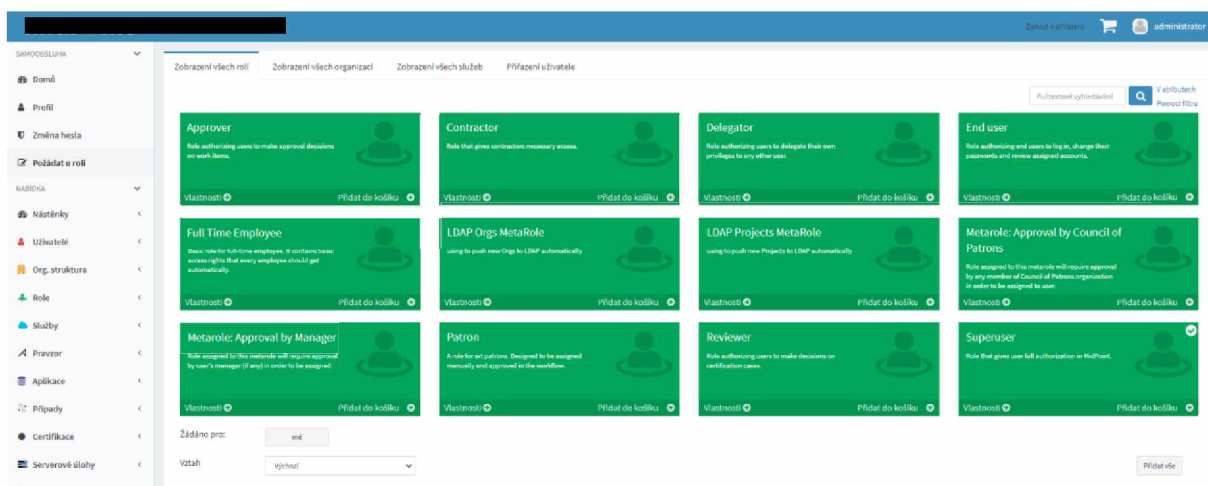 Žádost o přiřazení
administrator
SAMOOBSLUHA
Domů
Profil
Změna hesla
Požádat o roli
NABÍDKA
Nástěnky
Uživatelé
Org. struktura
Role
Služby
Pravzor
Aplikace
Případy
Certifikace
Serverové úlohy
Zobrazení všech rolí
Zobrazení všech organizací
Zobrazení všech služeb
Přiřazení uživatele
Fulltextové vyhledávání
V atributech
Pomocí filtru
Approver
Role authorizing users to make approval decisions
on work items.
Vlastnosti
Přidat do košíku
Contractor
Role that gives contractors necessary access.
Vlastnosti
Přidat do košíku
Delegator
Role authorizing users to delegate their own
privileges to any other user.
Vlastnosti
Přidat do košíku
End user
Role authorizing end users to log in, change their
passwords and review assigned accounts.
Vlastnosti
Přidat do košíku
Full Time Employee
Basic role for full-time employee. It contains basic
access rights that every employee should get
automatically.
Vlastnosti
Přidat do košíku
LDAP Orgs MetaRole
using to push new Orgs to LDAP automatically
Vlastnosti
Přidat do košíku
LDAP Projects MetaRole
using to push new Projects to LDAP automatically
Vlastnosti
Přidat do košíku
Metarole: Approval by Council of
Patrons
Role assigned to this metarole will require approval
by any member of Council of Patrons organization
in order to be assigned to user.
Vlastnosti
Přidat do košíku
Metarole: Approval by Manager
Role assigned to this metarole will require approval
by user's manager (if any) in order to be assigned.
Vlastnosti
Přidat do košíku
Patron
A role for art patrons. Designed to be assigned
manually and approved in the workflow.
Vlastnosti
Přidat do košíku
Reviewer
Role authorizing users to make decisions on
certification cases.
Vlastnosti
Přidat do košíku
Superuser
Role that gives user full authorization in MidPoint.
Vlastnosti
Přidat do košíku
Žádáno pro:
mě
Vztah
Výchozí
Přidat vše